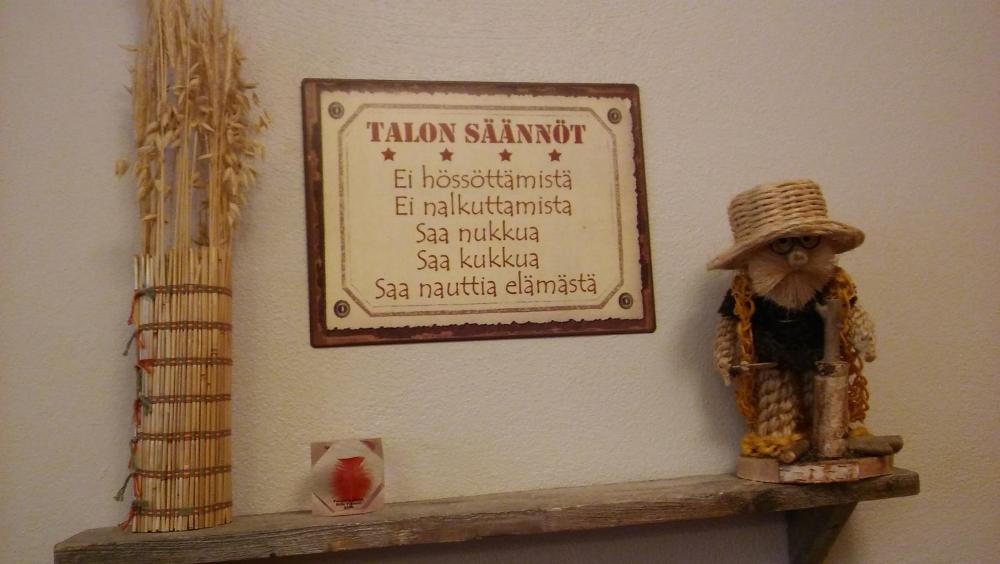 TALON SÄÄNNÖT
Ei hössöttämistä
Ei nalkuttamista
Saa nukkua
Saa kukkua
Saa nauttia elämästä